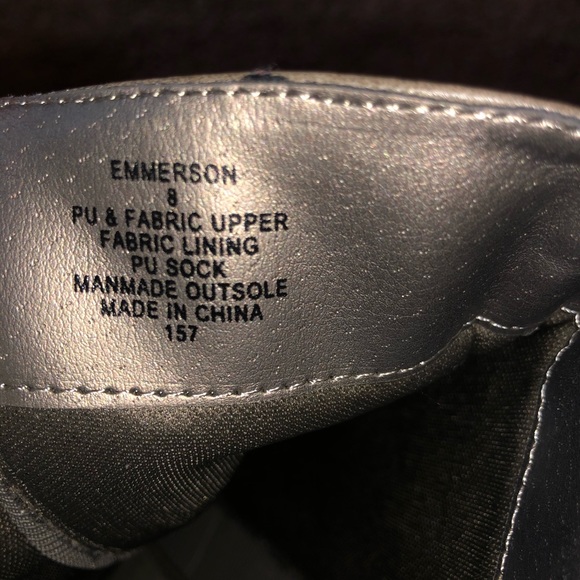 EMMERSON
8
PU & FABRIC UPPER
FABRIC LINING
PU SOCK
MANMADE OUTSOLE
MADE IN CHINA
157